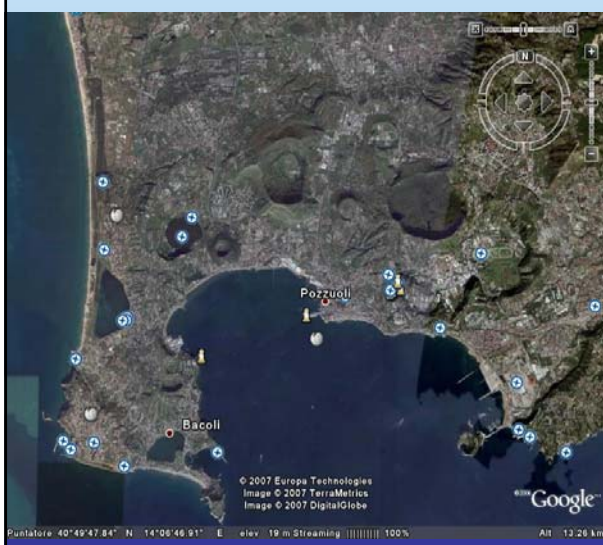 N
Pozzuoli
Bacoli
© 2007 Europa Technologies
Image © 2007 TerraMetrics
Image © 2007 DigitalGlobe
Google
Puntatore 40°49'47.84" N 14°06'46.91" E elev 19 m Streaming |||||||||| 100% Alt 13.26 km